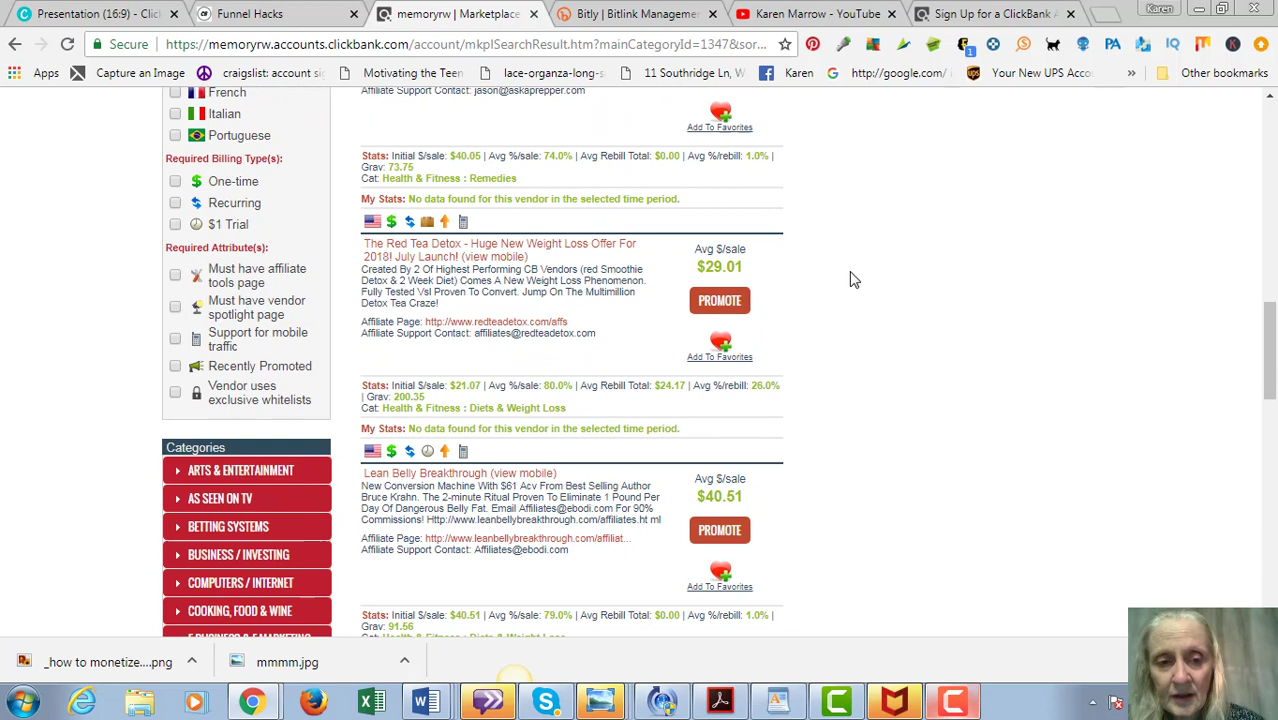 Presentation (16:9) - Clic
Funnel Hacks
memoryrw | Marketplace
Bitly | Bitlink Manageme
Karen Marrow - YouTube
Sign Up for a ClickBank A
Karen
Secure
https://memoryrw.accounts.clickbank.com/account/mkplSearchResult.htm?mainCategoryId=1347&sor...
PA
IQ
1
K
Apps
Capture an Image
craigslist:account sig
Motivating the Teen
lace-organza-long-s
11 Southridge Ln, W
Karen
http://google.com/
Your New UPS Acco
»
Other bookmarks
French
Italian
Portuguese
Required Billing Type(s):
One-time
Recurring
$1 Trial
Required Attribute(s):
Must have affiliate
tools page
Must have vendor
spotlight page
Support for mobile
traffic
Recently Promoted
Vendor uses
exclusive whitelists
Categories
ARTS & ENTERTAINMENT
AS SEEN ON TV
BETTING SYSTEMS
BUSINESS / INVESTING
COMPUTERS / INTERNET
COOKING, FOOD & WINE
E-BUSINESS & E-MARKETING
Affiliate Support Contact: jason@askaprepper.com
Add To Favorites
Stats: Initial $/sale: $40.05 | Avg %/sale: 74.0% | Avg Rebill Total: $0.00 | Avg %/rebill: 1.0% |
Grav: 73.75
Cat: Health & Fitness : Remedies
My Stats: No data found for this vendor in the selected time period.
The Red Tea Detox - Huge New Weight Loss Offer For
2018! July Launch! (view mobile)
Created By 2 Of Highest Performing CB Vendors (red Smoothie
Detox & 2 Week Diet) Comes A New Weight Loss Phenomenon.
Fully Tested Vsl Proven To Convert. Jump On The Multimillion
Detox Tea Craze!
Affiliate Page: http://www.redteadetox.com/affs
Affiliate Support Contact: affiliates@redteadetox.com
Avg $/sale
$29.01
PROMOTE
Add To Favorites
Stats: Initial $/sale: $21.07 | Avg %/sale: 80.0% | Avg Rebill Total: $24.17 | Avg %/rebill: 26.0%
| Grav: 200.35
Cat: Health & Fitness : Diets & Weight Loss
My Stats: No data found for this vendor in the selected time period.
Lean Belly Breakthrough (view mobile)
New Conversion Machine With $61 Acv From Best Selling Author
Bruce Krahn. The 2-minute Ritual Proven To Eliminate 1 Pound Per
Day Of Dangerous Belly Fat. Email Affiliates@ebodi.com For 90%
Commissions! Http://www.leanbellybreakthrough.com/affiliates.ht ml
Affiliate Page: http://www.leanbellybreakthrough.com/affiliat...
Affiliate Support Contact: Affiliates@ebodi.com
Avg $/sale
$40.51
PROMOTE
Add To Favorites
Stats: Initial $/sale: $40.51 | Avg %/sale: 79.0% | Avg Rebill Total: $0.00 | Avg %/rebill: 1.0% |
Grav: 91.56
Cat: Health & Fitness : Diets & Weight Loss
_how to monetize....png
mmmm.jpg